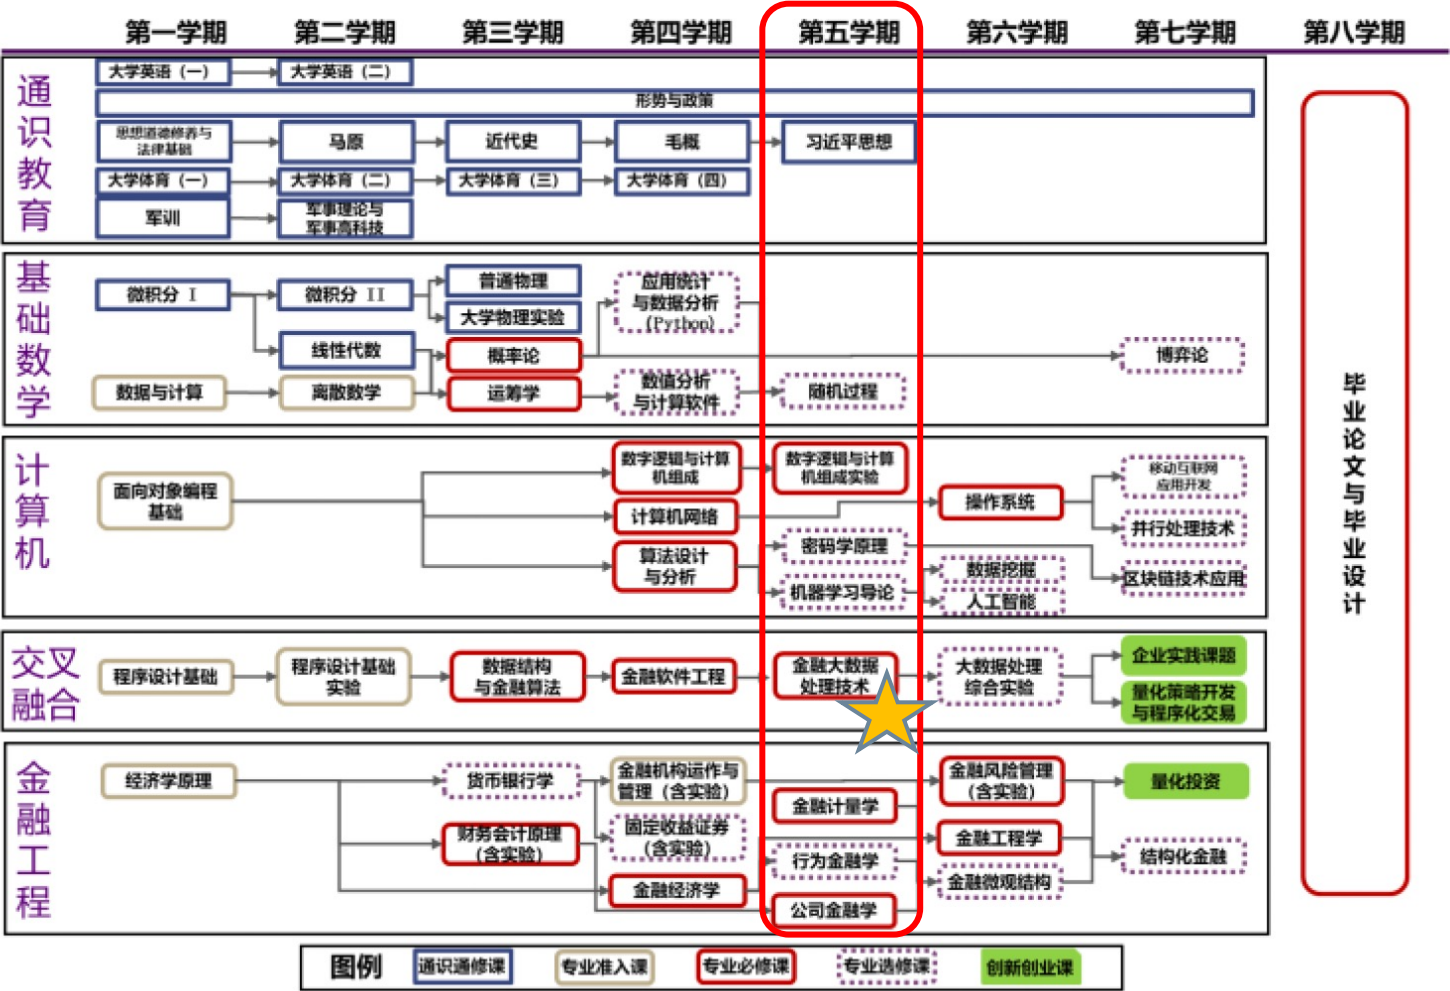 第一学期 第二学期 第三学期 第四学期 第五学期 第六学期 第七学期 第八学期
通识教育
大学英语（一） 大学英语（二）
形势与政策
思想道德修养与
法律基础
马原 近代史 毛概 习近平思想
大学体育（一） 大学体育（二） 大学体育（三） 大学体育（四）
军训
军事理论与
军事高科技
基础数学
微积分 I 微积分 II
普通物理
大学物理实验
应用统计
与数据分析
（Python）
线性代数 概率论 博弈论
数据与计算 离散数学 运筹学
数值分析
与计算软件
随机过程
计算机
面向对象编程
基础
数字逻辑与计算
机组成
数字逻辑与计算
机组成实验
计算机网络 操作系统
移动互联网
应用开发
并行处理技术
算法设计
与分析
密码学原理
机器学习导论
数据挖掘
人工智能
区块链技术应用
交叉
融合
程序设计基础
程序设计基础
实验
数据结构
与金融算法
金融软件工程
金融大数据
处理技术
大数据处理
综合实验
企业实践课题
量化策略开发
与程序化交易
金融工程
经济学原理 货币银行学
金融机构运作与
管理（含实验）
金融计量学
金融风险管理
（含实验）
量化投资
财务会计原理
（含实验）
固定收益证券
（含实验）
金融工程学
行为金融学
结构化金融
金融经济学
金融微观结构
公司金融学
毕业论文与毕业设计
图例 通识通修课 专业准入课 专业必修课 专业选修课 创新创业课